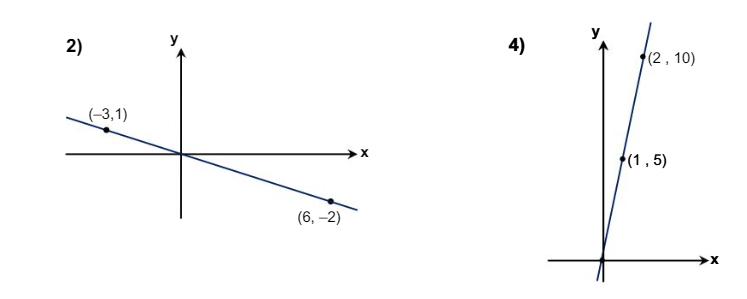 2)
y
(–3,1)
x
(6, –2)
4)
y
(2 , 10)
(1 , 5)
x